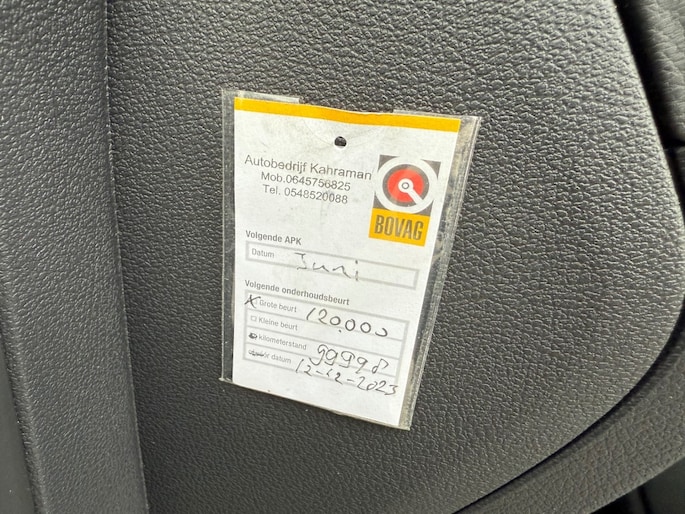 Autobedrijf Kahraman
Mob.0645756825
Tel. 0548520088
BOVAG
Volgende APK
Datum Juni
Volgende onderhoudsbeurt
X Grote beurt 120.000
Kleine beurt
kilometerstand 99998
datum 12-12-2023